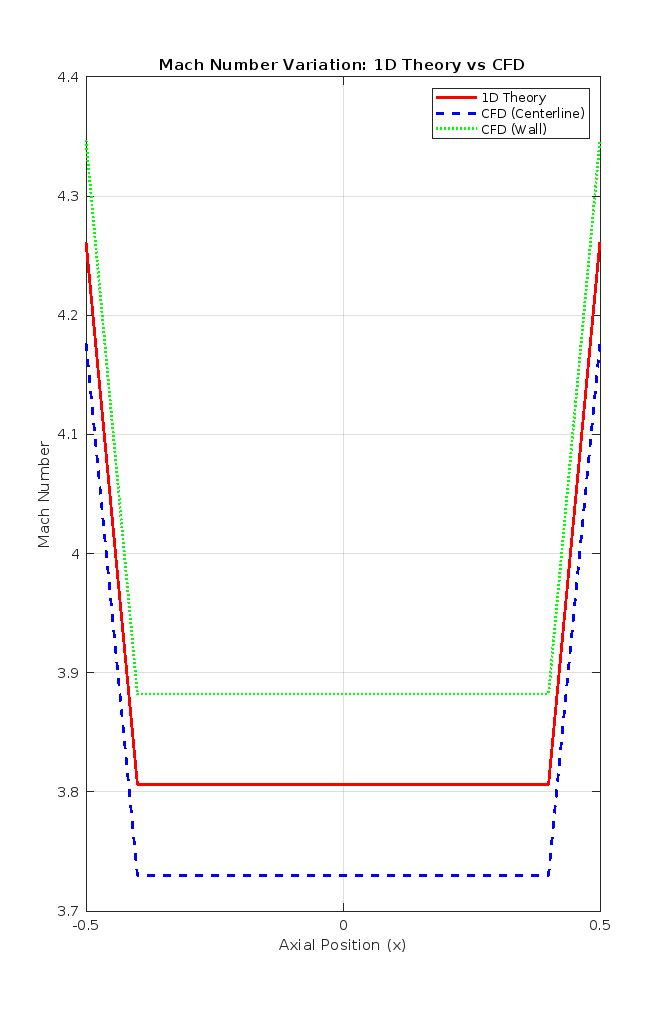 Mach Number Variation: 1D Theory vs CFD
4.4
1D Theory
CFD (Centerline)
CFD (Wall)
4.3
4.2
4.1
4
3.9
3.8
3.7
Mach Number
-0.5
0
0.5
Axial Position (x)